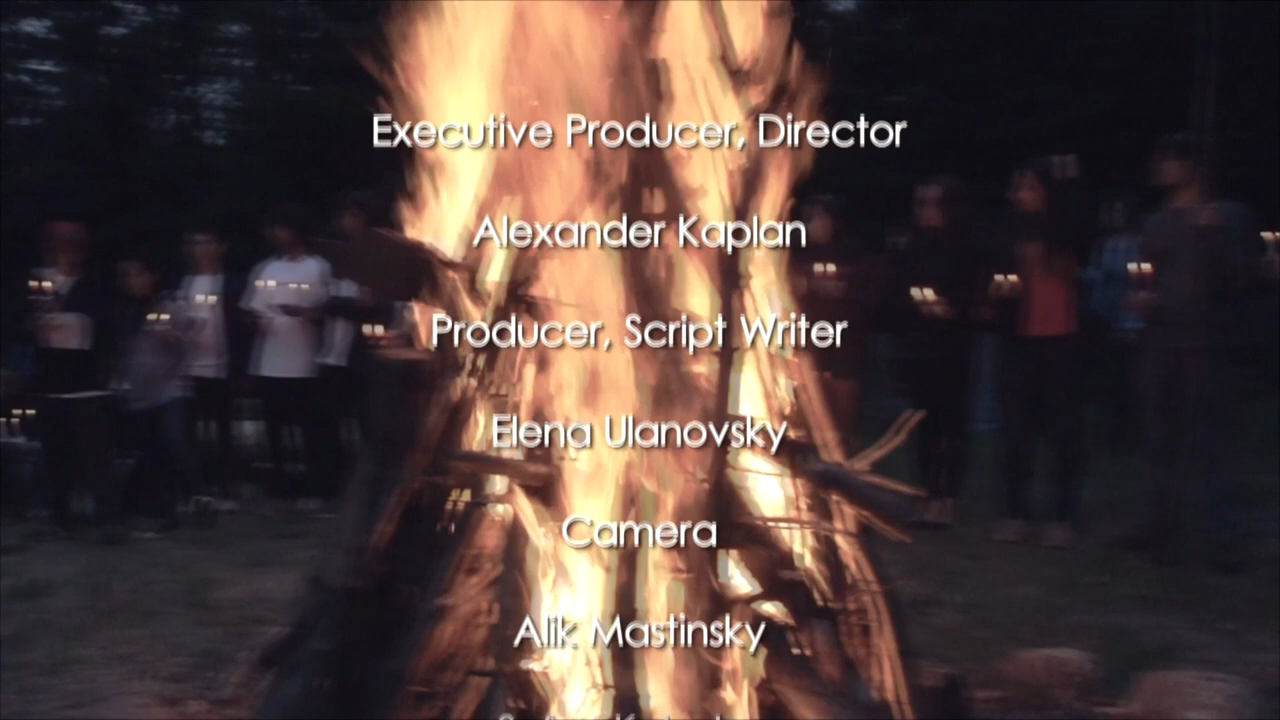 Executive Producer, Director
Alexander Kaplan
Producer, Script Writer
Elena Ulanovsky
Camera
Alik Mastinsky